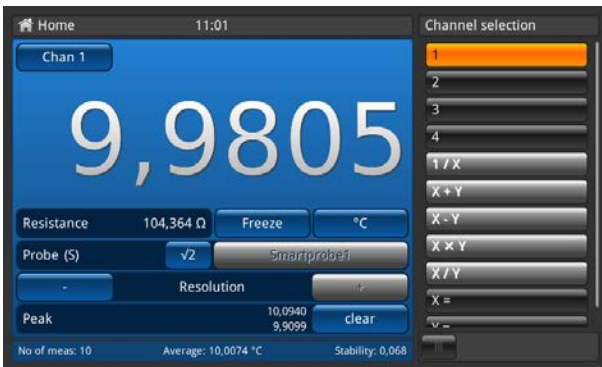 Home 11:01
Chan 1
9,9805
Resistance 104,364 Ω Freeze °C
Probe (S) √2 Smartprobe1
- Resolution +
Peak 10,0940 9,9099 clear
No of meas: 10 Average: 10,0074 °C Stability: 0,068
Channel selection
1
2
3
4
1 / X
X + Y
X - Y
X × Y
X / Y
X =
Y =